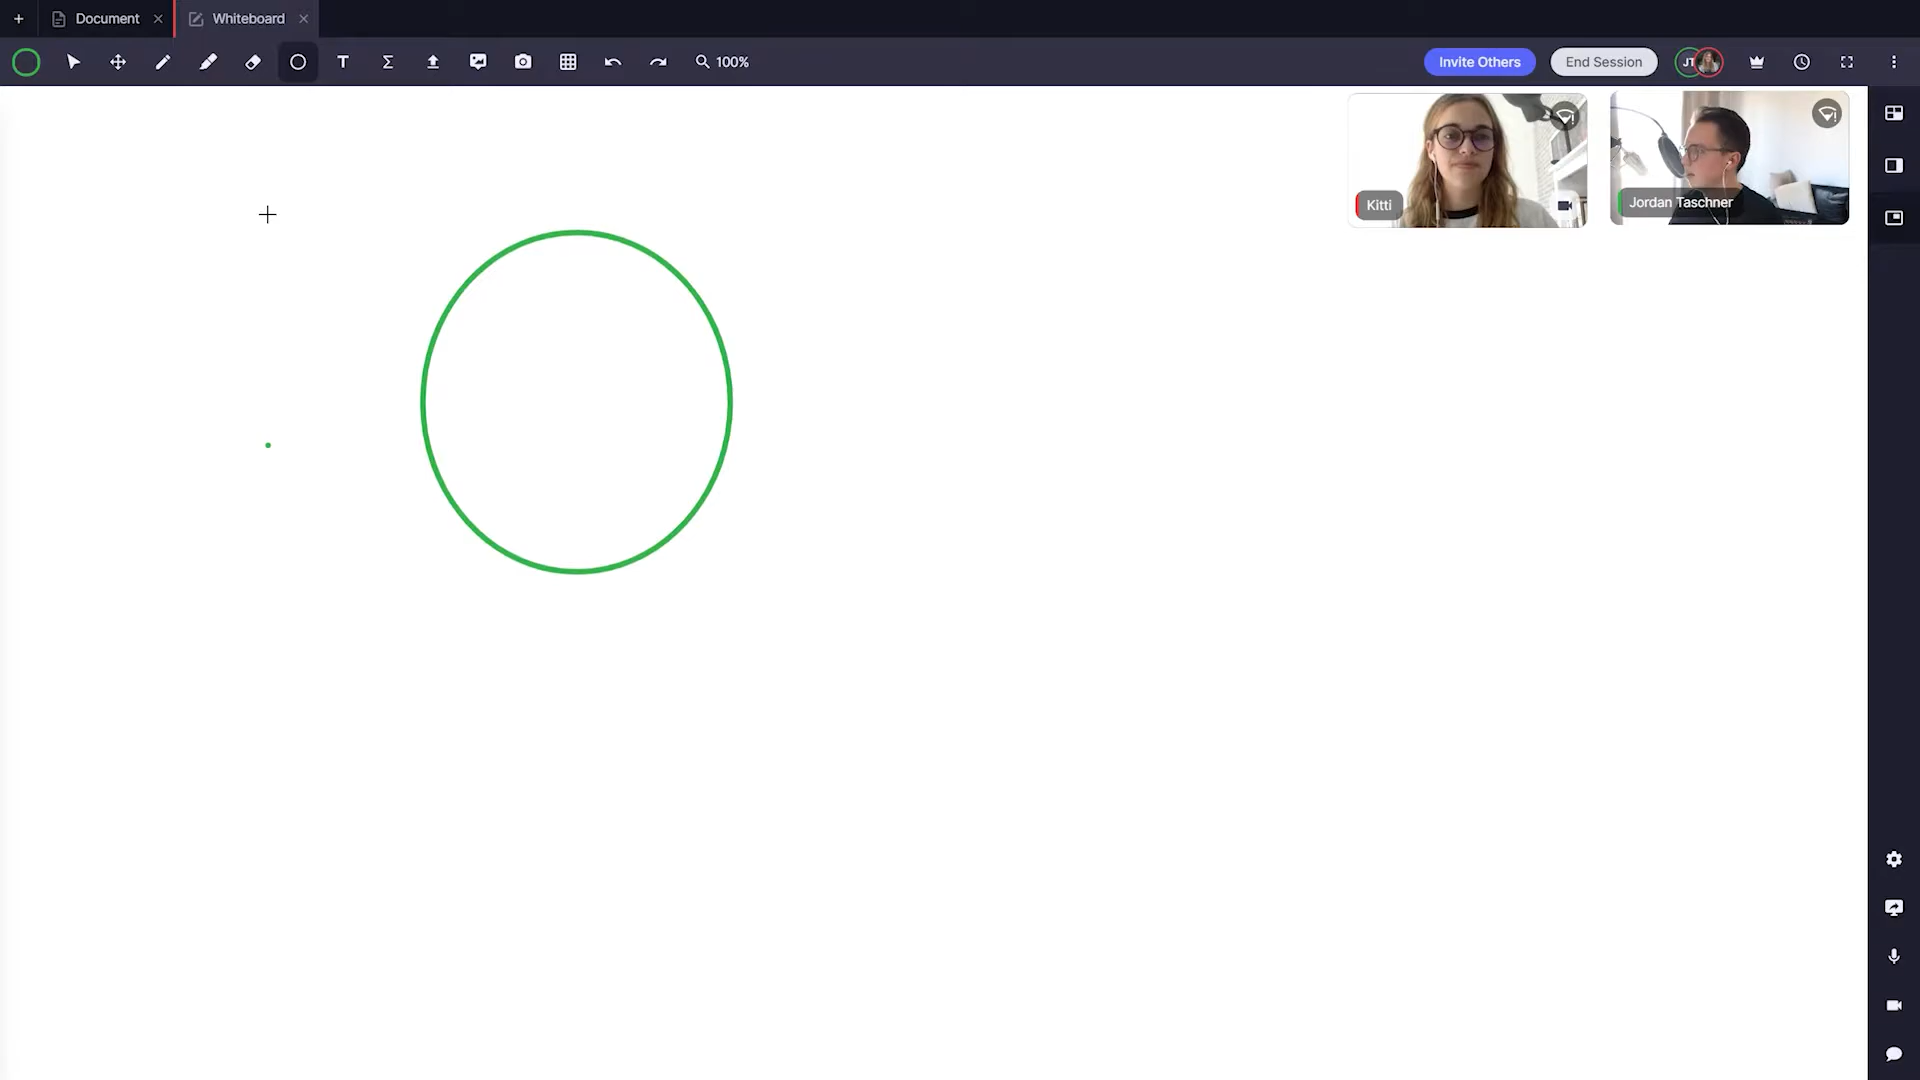 Document
Whiteboard
T
Σ
100%
Invite Others
End Session
JT
Kitti
Jordan Taschner